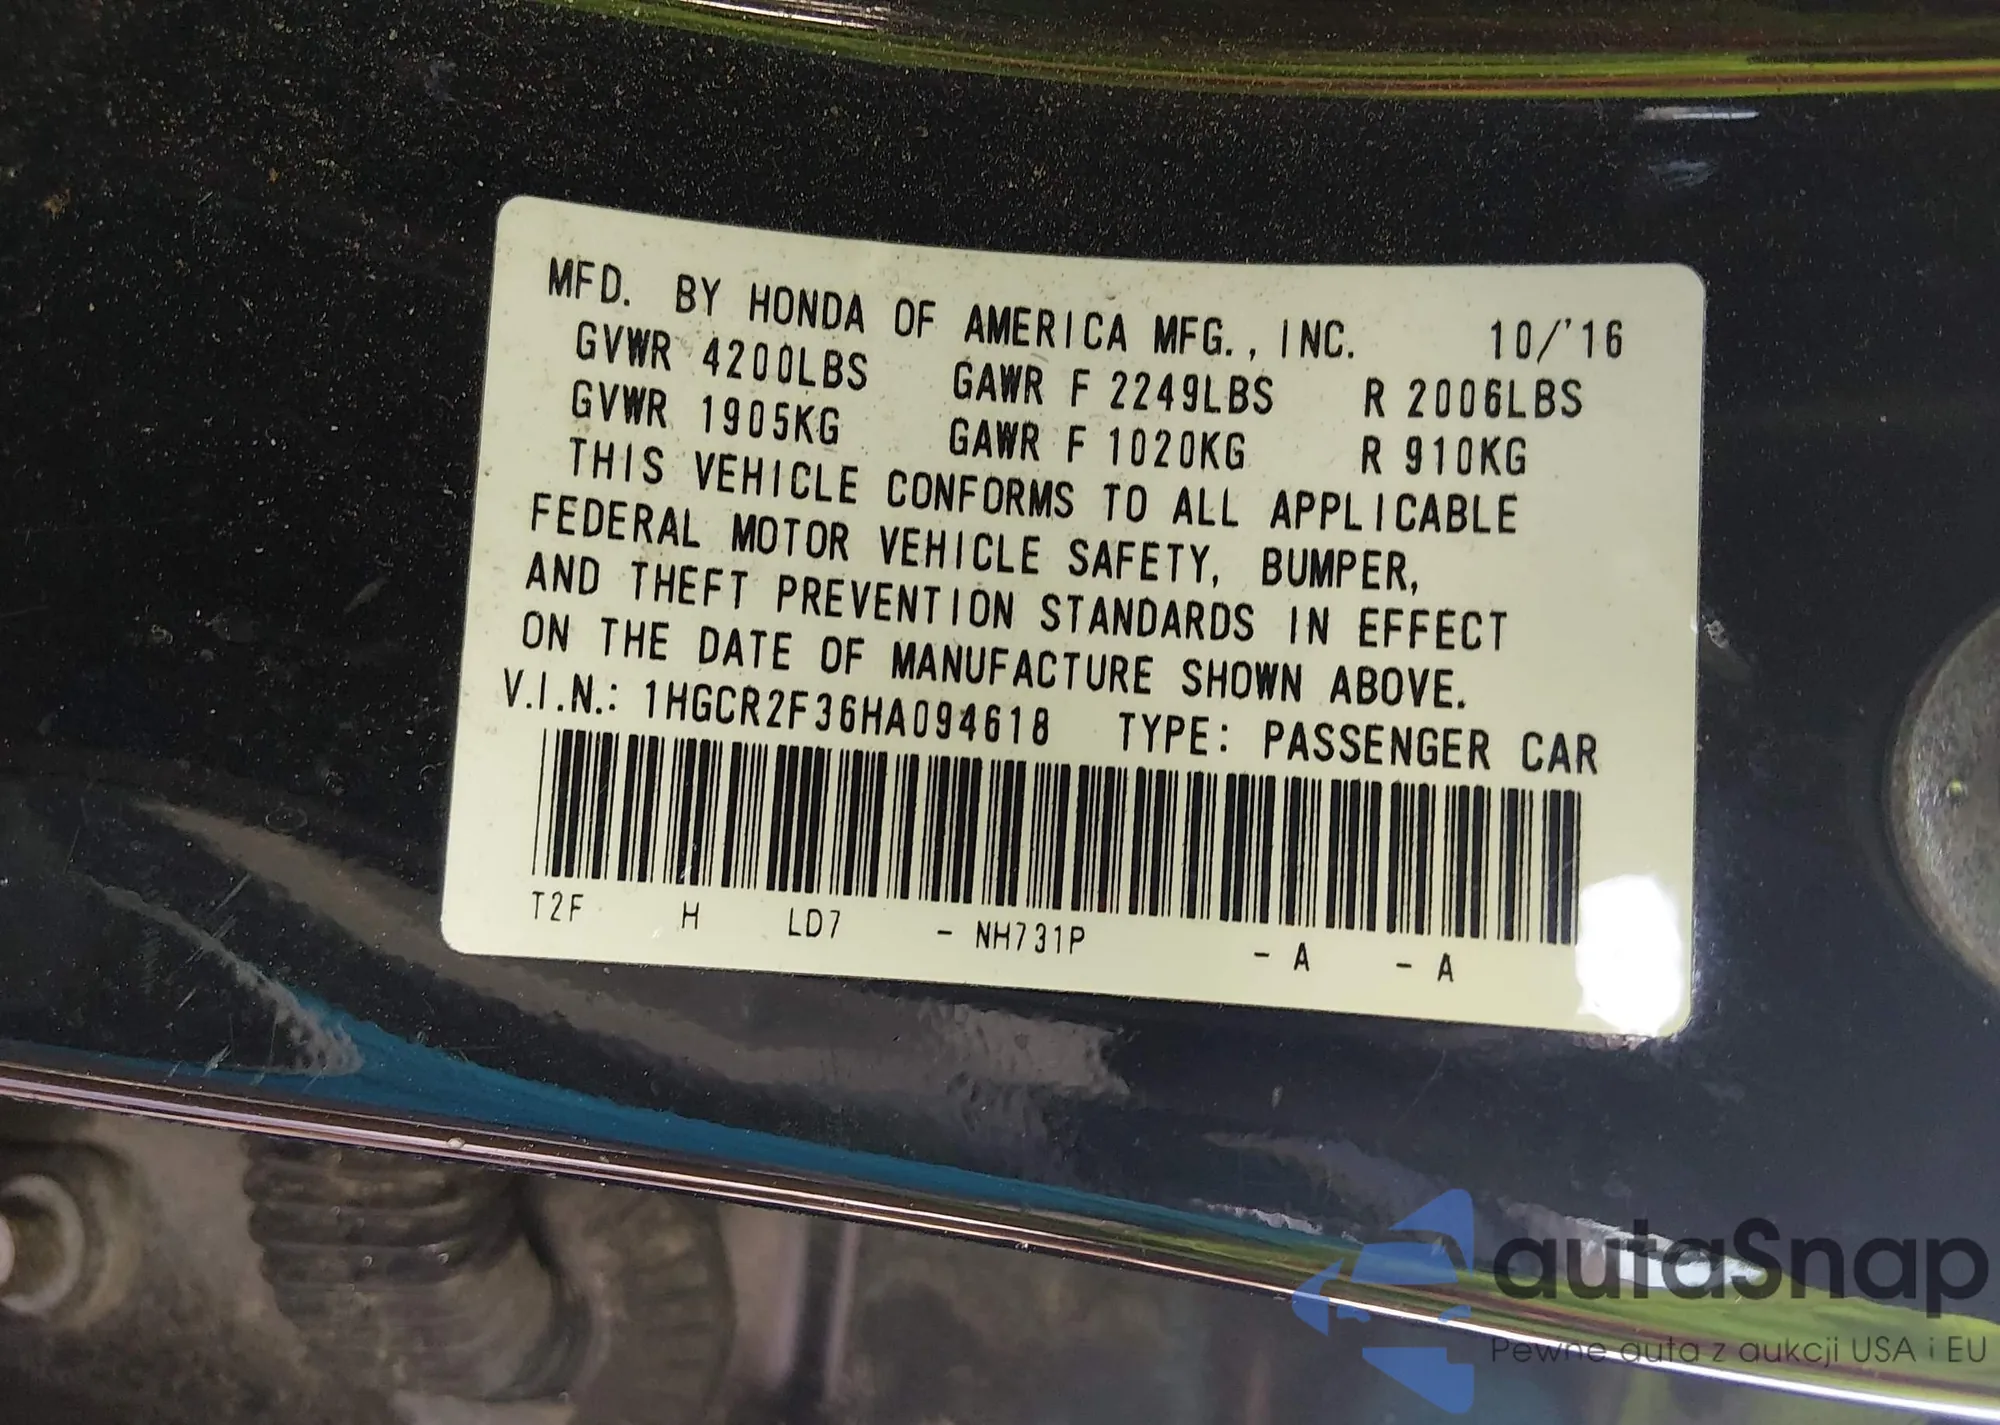 MFD. BY HONDA OF AMERICA MFG., INC. 10/'16
GVWR 4200LBS GAWR F 2249LBS R 2006LBS
GVWR 1905KG GAWR F 1020KG R 910KG
THIS VEHICLE CONFORMS TO ALL APPLICABLE
FEDERAL MOTOR VEHICLE SAFETY, BUMPER,
AND THEFT PREVENTION STANDARDS IN EFFECT
ON THE DATE OF MANUFACTURE SHOWN ABOVE.
V.I.N.: 1HGCR2F36HA094618 TYPE: PASSENGER CAR
T2F H LD7 - NH731P - A - A
autaSnap
Pewne auta z aukcji USA i EU